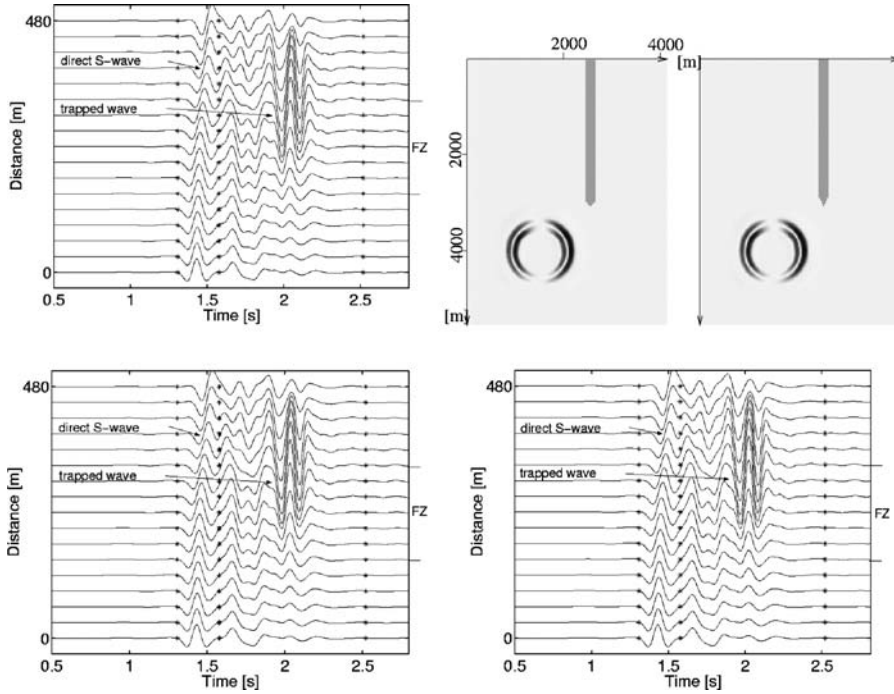 480
direct S-wave
trapped wave
FZ
0
Distance [m]
0.5 1 1.5 2 2.5
Time [s]
2000 4000
[m]
2000
4000
[m]
480
direct S-wave
trapped wave
FZ
0
Distance [m]
0.5 1 1.5 2 2.5
Time [s]
480
direct S-wave
trapped wave
FZ
0
Distance [m]
0.5 1 1.5 2 2.5
Time [s]